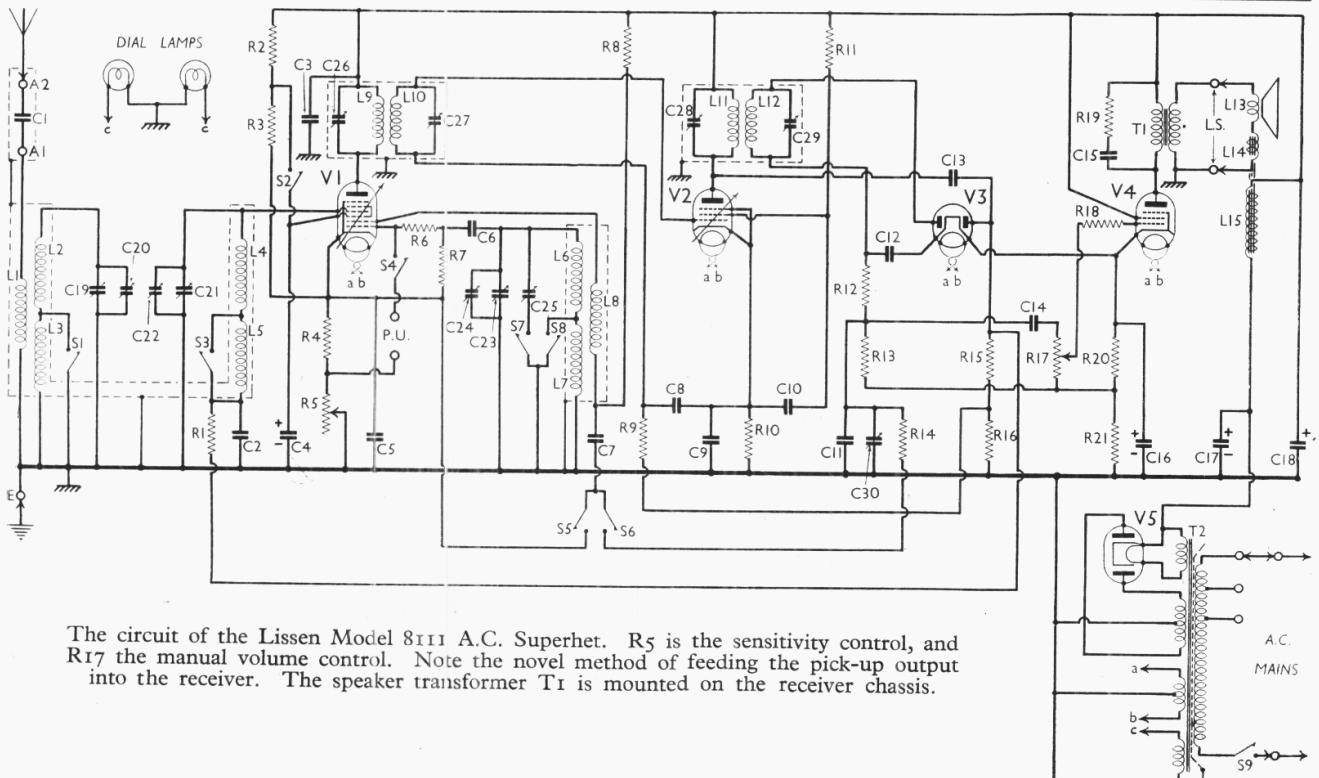 DIAL LAMPS
A2
C1
A1
c
c
R2
R3
C3
C26
L9
L10
C27
R8
L11
L12
C28
C29
R11
C13
R19
C15
T1
L.S.
L13
L14
L15
S2
V1
V2
V3
V4
R18
R6
C6
R7
S4
a b
a b
a b
a b
C12
R12
L1
L2
L3
C19
C20
C22
C21
L4
L5
S1
S3
R4
P.U.
R5
C24
C23
C25
S7
S8
L6
L8
L7
C14
R13
R17
R15
R20
R1
C2
+
–
C4
C5
C7
R9
C8
C9
R10
C10
C11
C30
R14
R16
R21
+
–
C16
+
–
C17
+
C18
E
S5
S6
V5
T2
A.C.
MAINS
a
b
c
S9
The circuit of the Lissen Model 8111 A.C. Superhet. R5 is the sensitivity control, and
R17 the manual volume control. Note the novel method of feeding the pick-up output
into the receiver. The speaker transformer T1 is mounted on the receiver chassis.